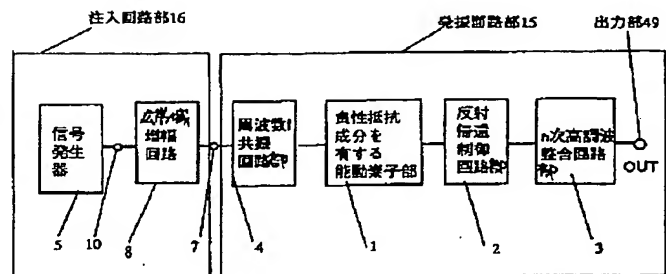 注入回路部16
発振回路部15
出力部49
信号
発生
器
広帯域
増幅
回路
周波数f
共振
回路部
負性抵抗
成分を
有する
能動素子部
反射
伝送
制御
回路部
n次高調波
整合回路
部
OUT
5
10
8
7
4
1
2
3